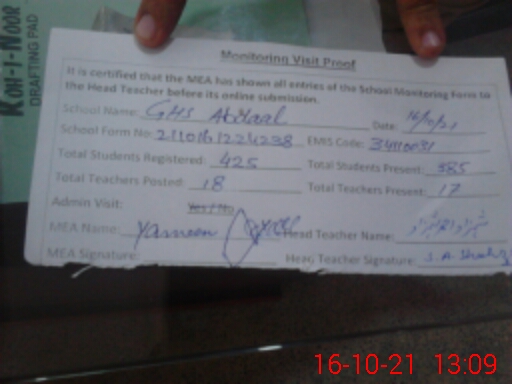 KOH-I-NOOR
DRAFTING PAD
Monitoring Visit Proof
It is certified that the MEA has shown all entries of the School Monitoring Form to
the Head Teacher before its online submission.
School Name: GHS Date: 16/10/21
School Form No: EMIS Code:
Total Students Registered: 425 Total Students Present: 385
Total Teachers Posted: 18 Total Teachers Present: 17
Admin Visit: Yes / No
MEA Name: Yameen Head Teacher Name:
MEA Signature: Head Teacher Signature: S.A.
16-10-21 13:09